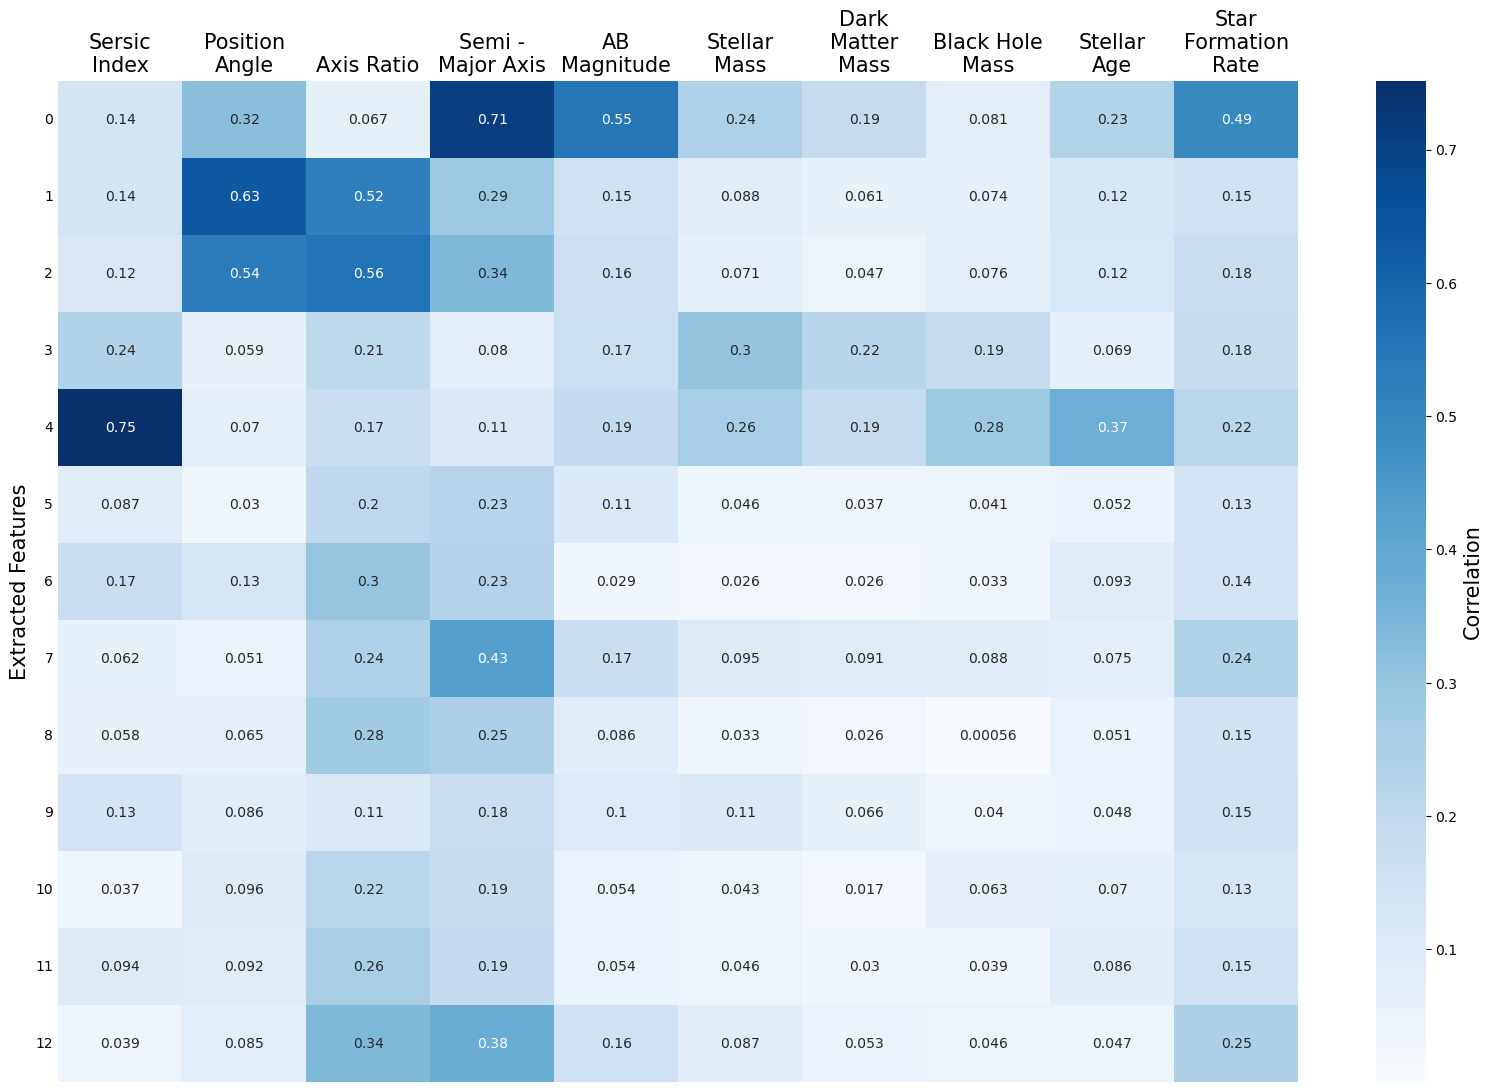 Sersic Index
Position Angle
Axis Ratio
Semi - Major Axis
AB Magnitude
Stellar Mass
Dark Matter Mass
Black Hole Mass
Stellar Age
Star Formation Rate
0 0.14 0.32 0.067 0.71 0.55 0.24 0.19 0.081 0.23 0.49
1 0.14 0.63 0.52 0.29 0.15 0.088 0.061 0.074 0.12 0.15
2 0.12 0.54 0.56 0.34 0.16 0.071 0.047 0.076 0.12 0.18
3 0.24 0.059 0.21 0.08 0.17 0.3 0.22 0.19 0.069 0.18
4 0.75 0.07 0.17 0.11 0.19 0.26 0.19 0.28 0.37 0.22
5 0.087 0.03 0.2 0.23 0.11 0.046 0.037 0.041 0.052 0.13
6 0.17 0.13 0.3 0.23 0.029 0.026 0.026 0.033 0.093 0.14
7 0.062 0.051 0.24 0.43 0.17 0.095 0.091 0.088 0.075 0.24
8 0.058 0.065 0.28 0.25 0.086 0.033 0.026 0.00056 0.051 0.15
9 0.13 0.086 0.11 0.18 0.1 0.11 0.066 0.04 0.048 0.15
10 0.037 0.096 0.22 0.19 0.054 0.043 0.017 0.063 0.07 0.13
11 0.094 0.092 0.26 0.19 0.054 0.046 0.03 0.039 0.086 0.15
12 0.039 0.085 0.34 0.38 0.16 0.087 0.053 0.046 0.047 0.25
Extracted Features
0.7
0.6
0.5
0.4
0.3
0.2
0.1
Correlation